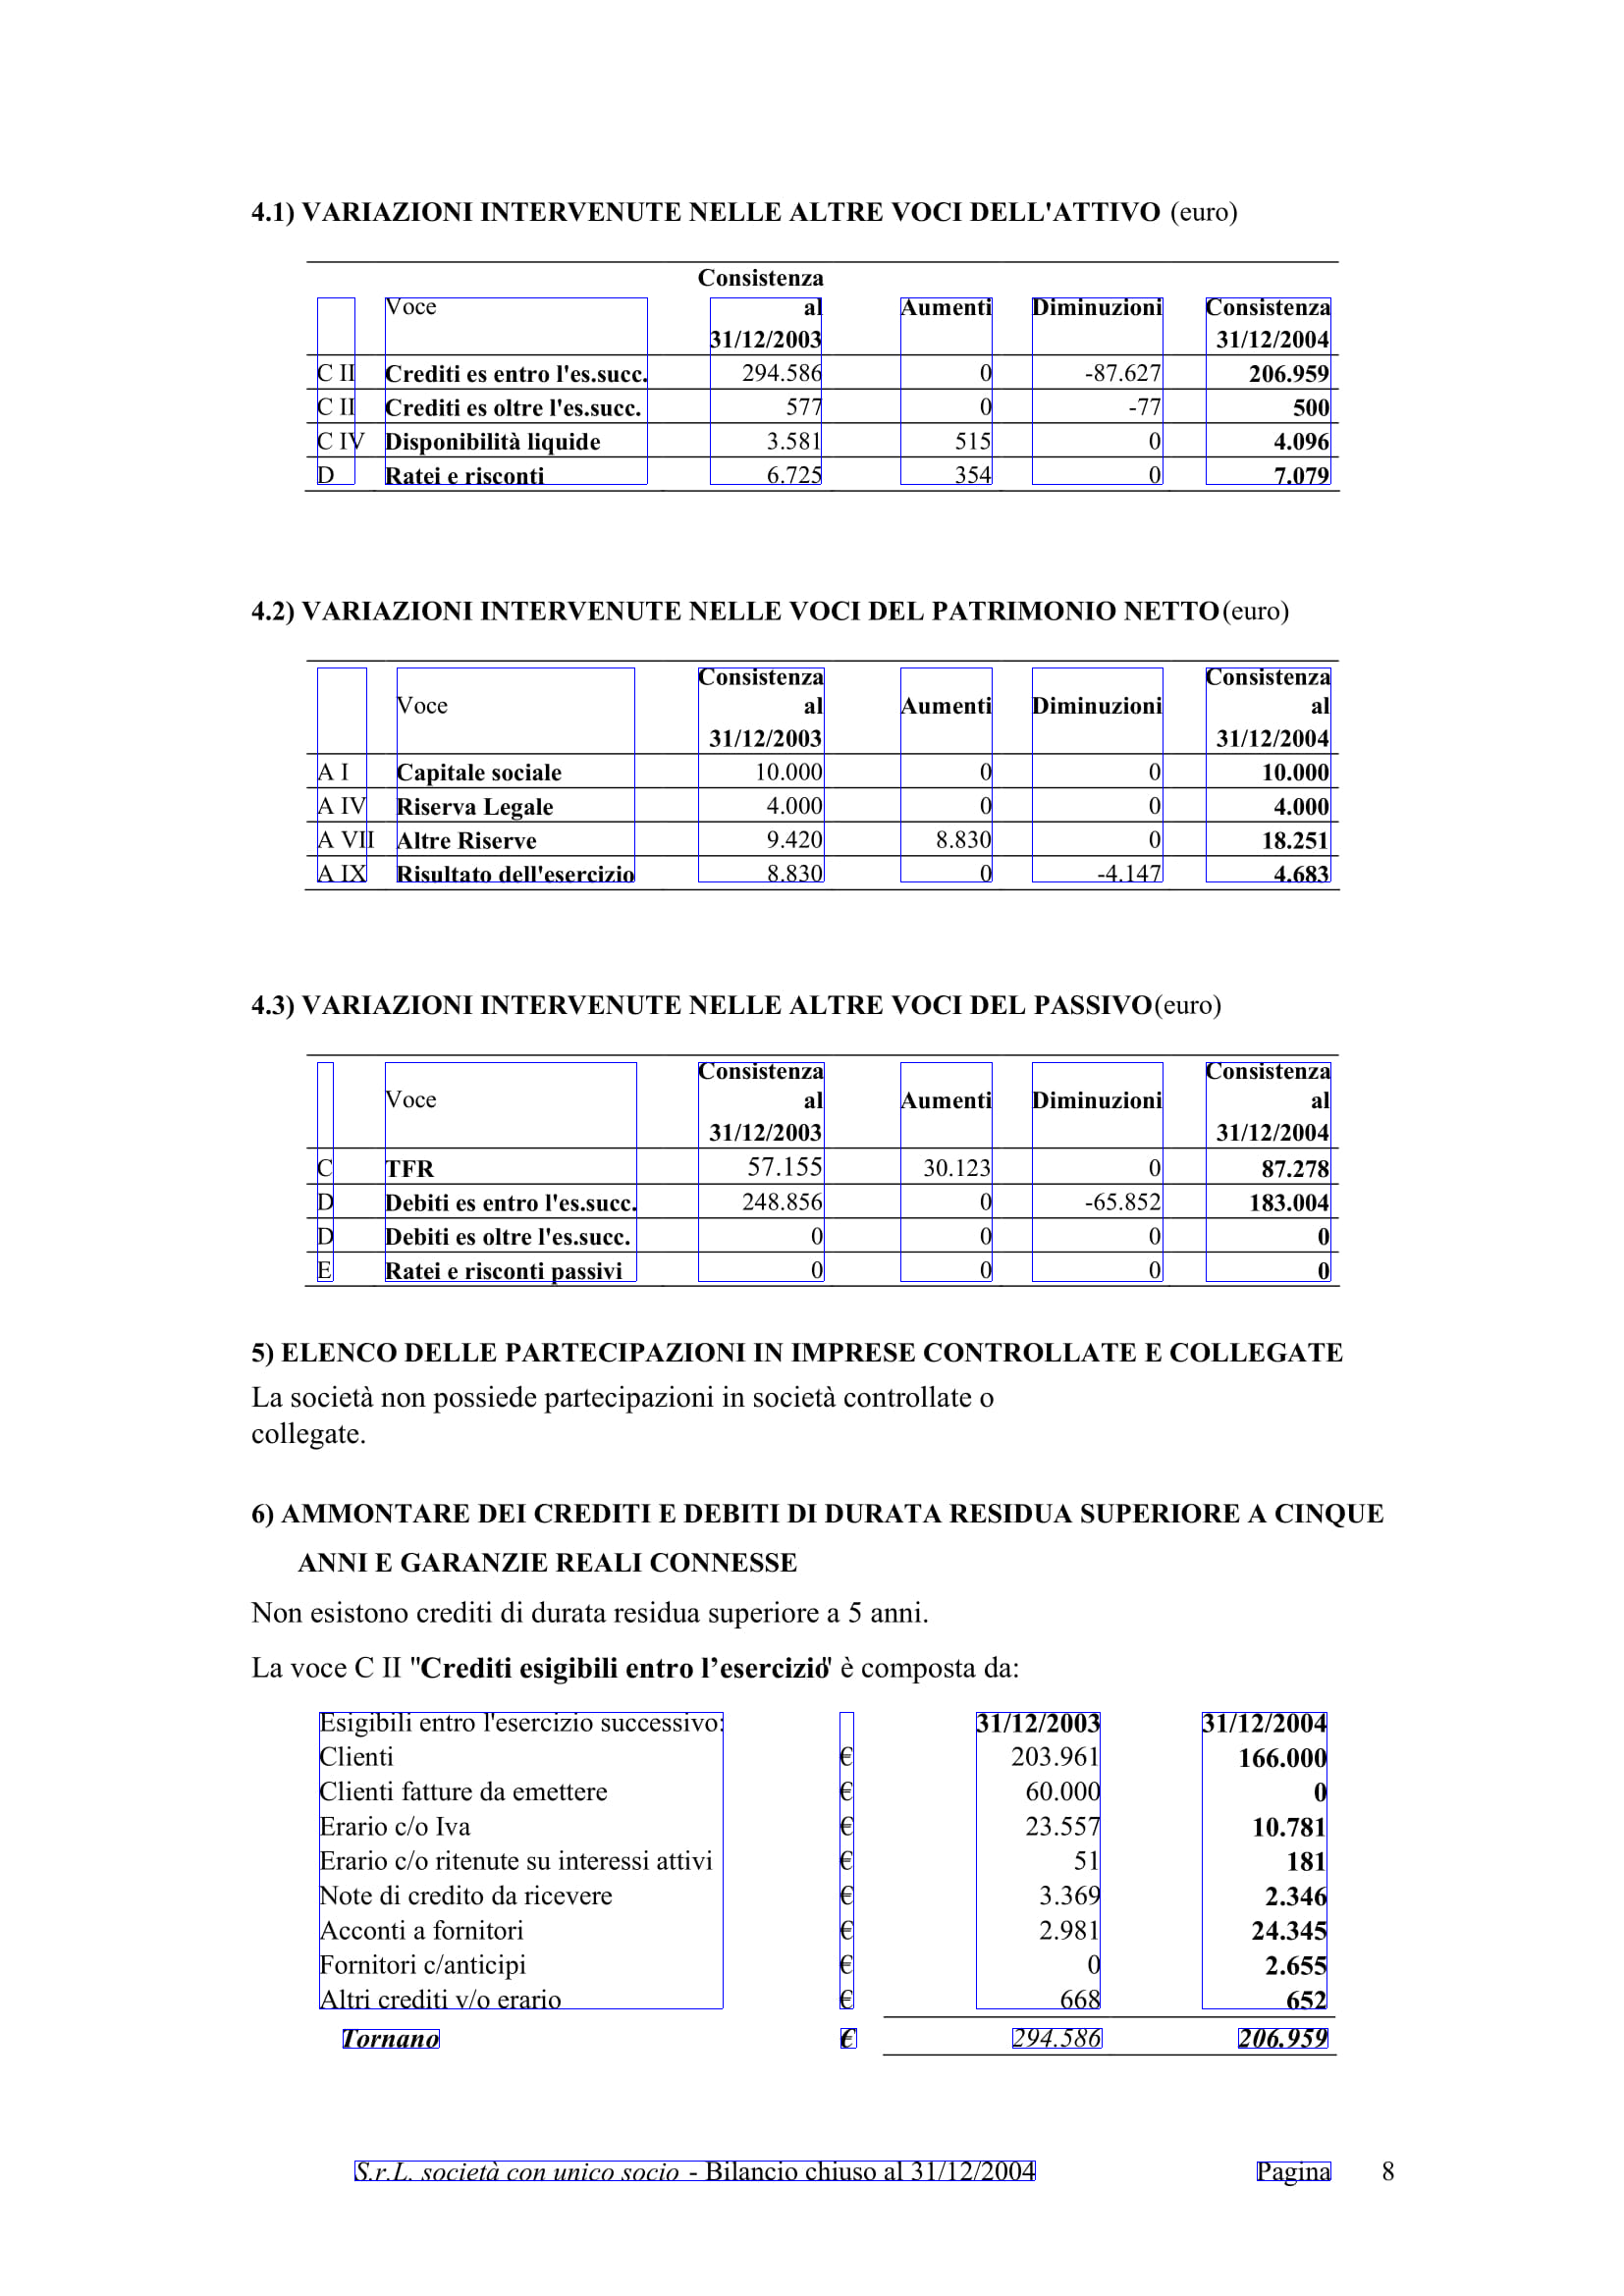 4.1) VARIAZIONI INTERVENUTE NELLE ALTRE VOCI DELL'ATTIVO (euro)
Consistenza
Voce al Aumenti Diminuzioni Consistenza
31/12/2003 31/12/2004
C II Crediti es entro l'es.succ. 294.586 0 -87.627 206.959
C II Crediti es oltre l'es.succ. 577 0 -77 500
C IV Disponibilità liquide 3.581 515 0 4.096
D Ratei e risconti 6.725 354 0 7.079
4.2) VARIAZIONI INTERVENUTE NELLE VOCI DEL PATRIMONIO NETTO(euro)
Consistenza Consistenza
Voce al Aumenti Diminuzioni al
31/12/2003 31/12/2004
A I Capitale sociale 10.000 0 0 10.000
A IV Riserva Legale 4.000 0 0 4.000
A VII Altre Riserve 9.420 8.830 0 18.251
A IX Risultato dell'esercizio 8.830 0 -4.147 4.683
4.3) VARIAZIONI INTERVENUTE NELLE ALTRE VOCI DEL PASSIVO(euro)
Consistenza Consistenza
Voce al Aumenti Diminuzioni al
31/12/2003 31/12/2004
C TFR 57.155 30.123 0 87.278
D Debiti es entro l'es.succ. 248.856 0 -65.852 183.004
D Debiti es oltre l'es.succ. 0 0 0 0
E Ratei e risconti passivi 0 0 0 0
5) ELENCO DELLE PARTECIPAZIONI IN IMPRESE CONTROLLATE E COLLEGATE
La società non possiede partecipazioni in società controllate o
collegate.
6) AMMONTARE DEI CREDITI E DEBITI DI DURATA RESIDUA SUPERIORE A CINQUE
ANNI E GARANZIE REALI CONNESSE
Non esistono crediti di durata residua superiore a 5 anni.
La voce C II "Crediti esigibili entro l’esercizio" è composta da:
Esigibili entro l'esercizio successivo: 31/12/2003 31/12/2004
Clienti € 203.961 166.000
Clienti fatture da emettere € 60.000 0
Erario c/o Iva € 23.557 10.781
Erario c/o ritenute su interessi attivi € 51 181
Note di credito da ricevere € 3.369 2.346
Acconti a fornitori € 2.981 24.345
Fornitori c/anticipi € 0 2.655
Altri crediti v/o erario € 668 652
Tornano € 294.586 206.959
S.r.L. società con unico socio - Bilancio chiuso al 31/12/2004 Pagina 8